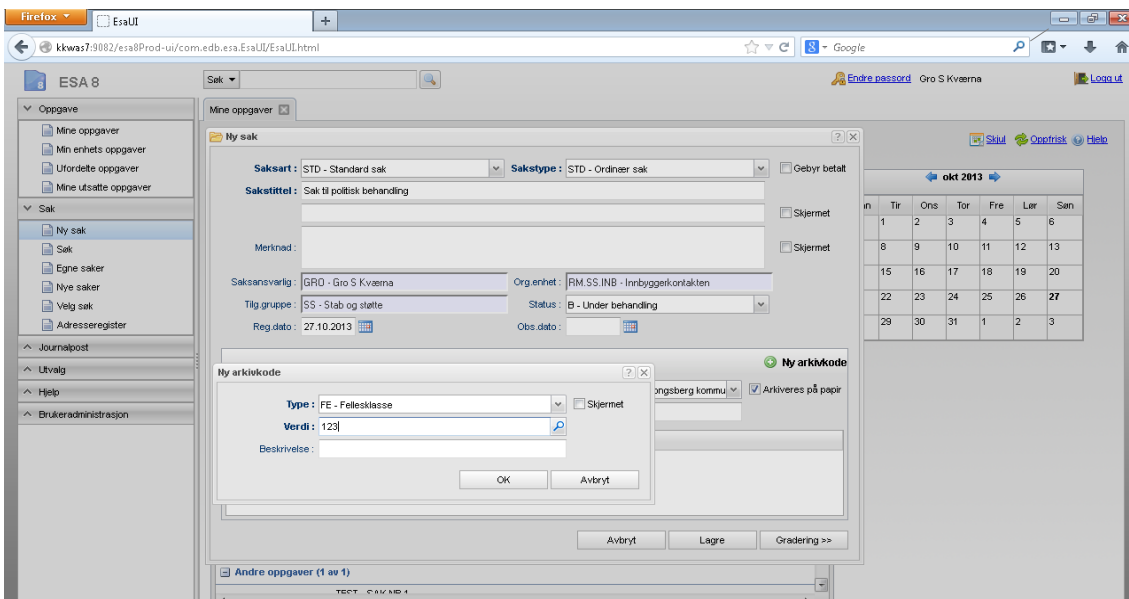 Firefox
EsaUI
kkwas7:9082/esa8Prod-ui/com.edb.esa.EsaUI/EsaUI.html
Google
ESA 8
Søk
Endre passord Gro S Kværna
Logg ut
Oppgave
Mine oppgaver
Min enhets oppgaver
Ufordelte oppgaver
Mine utsatte oppgaver
Sak
Ny sak
Søk
Egne saker
Nye saker
Velg søk
Adresseregister
Journalpost
Utvalg
Hjelp
Brukeradministrasjon
Mine oppgaver
Skjul Oppfrisk Hjelp
Ny sak
Saksart : STD - Standard sak Sakstype : STD - Ordinær sak Gebyr betalt
Sakstittel : Sak til politisk behandling
Skjermet
Merknad : Skjermet
Saksansvarlig : GRO - Gro S Kværna Org.enhet : RM.SS.INB - Innbyggerkontakten
Tilg.gruppe : SS - Stab og støtte Status : B - Under behandling
Reg.dato : 27.10.2013 Obs.dato :
Ny arkivkode
ongsberg kommu Arkiveres på papir
Ny arkivkode
Type : FE - Fellesklasse Skjermet
Verdi : 123
Beskrivelse :
OK Avbryt
Avbryt Lagre Gradering >>
Andre oppgaver (1 av 1)
TEST - SAK NR 1
okt 2013
n Tir Ons Tor Fre Lør Søn
1 2 3 4 5 6
8 9 10 11 12 13
15 16 17 18 19 20
22 23 24 25 26 27
29 30 31 1 2 3